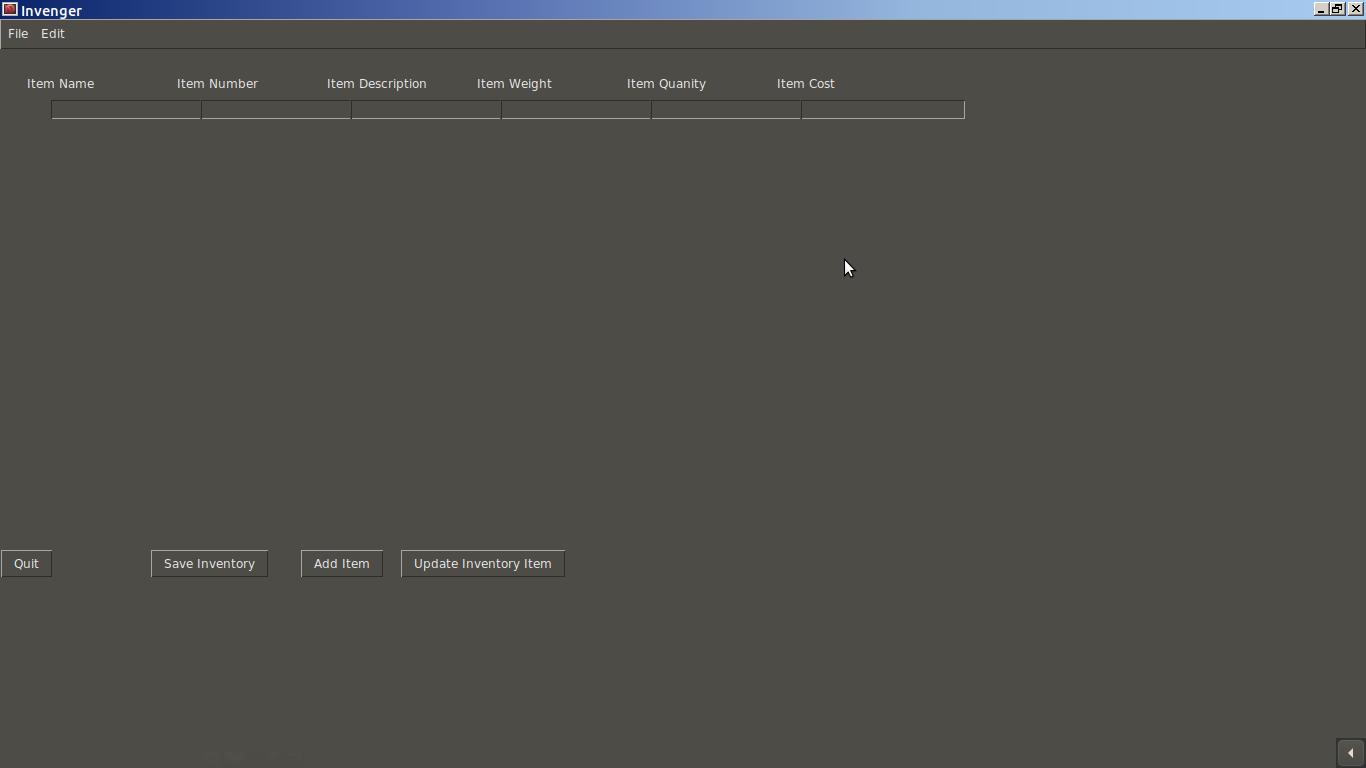 Invenger
File Edit
Item Name Item Number Item Description Item Weight Item Quanity Item Cost
Quit Save Inventory Add Item Update Inventory Item